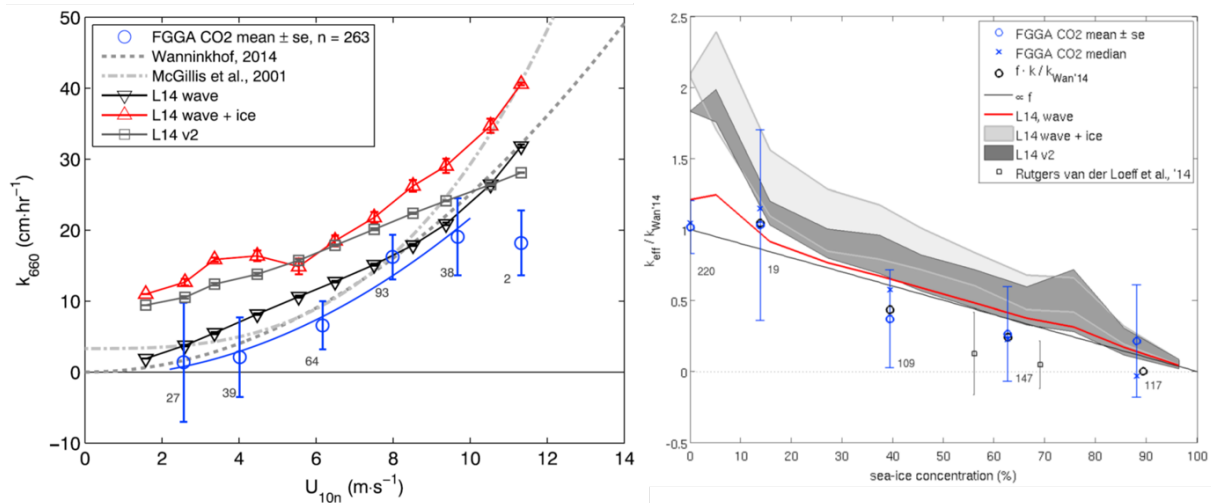 FGGA CO2 mean ± se, n = 263
Wanninkhof, 2014
McGillis et al., 2001
L14 wave
L14 wave + ice
L14 v2
50
40
30
20
10
0
−10
k660 (cm·hr−1)
27
39
64
93
38
2
0
2
4
6
8
10
12
14
U10n (m·s−1)
FGGA CO2 mean ± se
FGGA CO2 median
f · k / kWan'14
∝ f
L14, wave
L14 wave + ice
L14 v2
Rutgers van der Loeff et al., '14
2.5
2
1.5
1
0.5
0
-0.5
keff / kWan'14
220
19
109
147
117
0
10
20
30
40
50
60
70
80
90
100
sea-ice concentration (%)